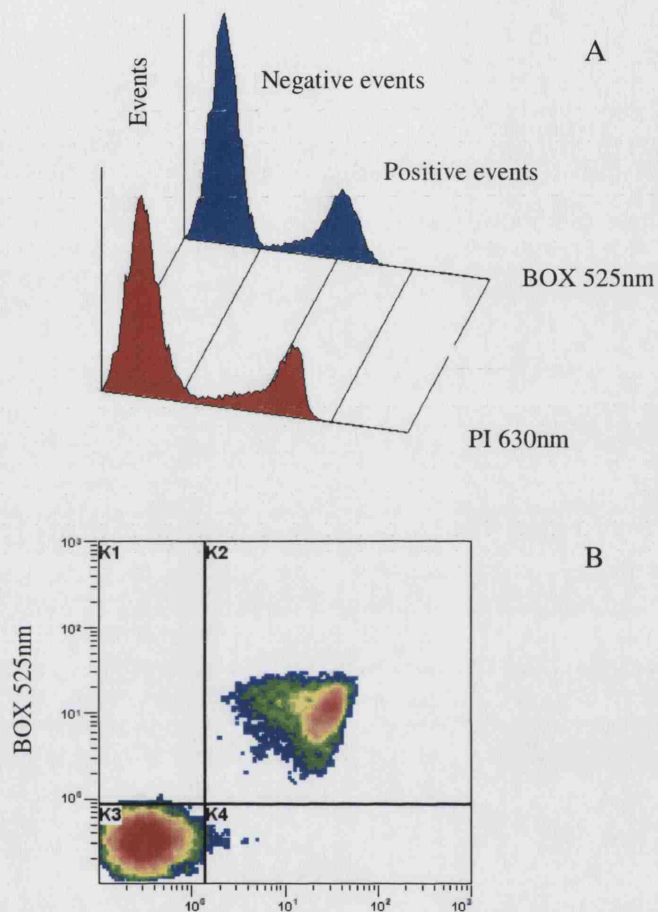 A
Events
Negative events
Positive events
BOX 525nm
PI 630nm
B
BOX 525nm
10³
10²
10¹
10⁰
K1
K2
K3
K4
10⁰
10¹
10²
10³